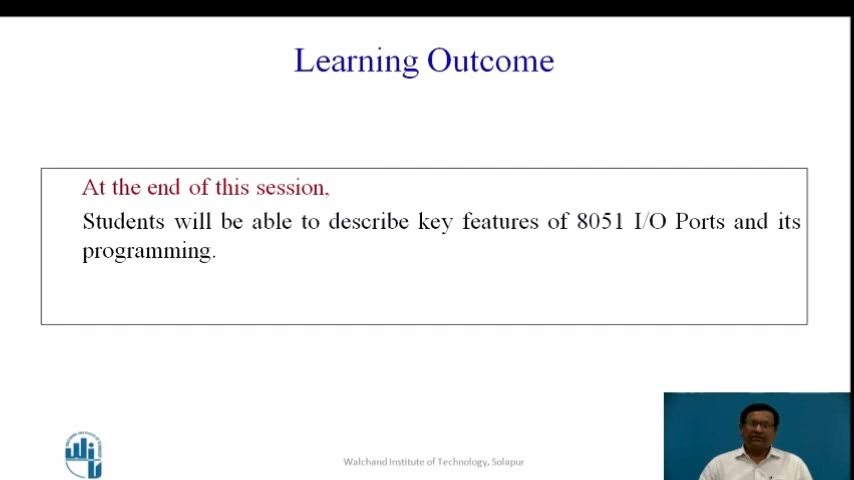 Learning Outcome
At the end of this session,
Students will be able to describe key features of 8051 I/O Ports and its
programming.
Walchand Institute of Technology, Solapur